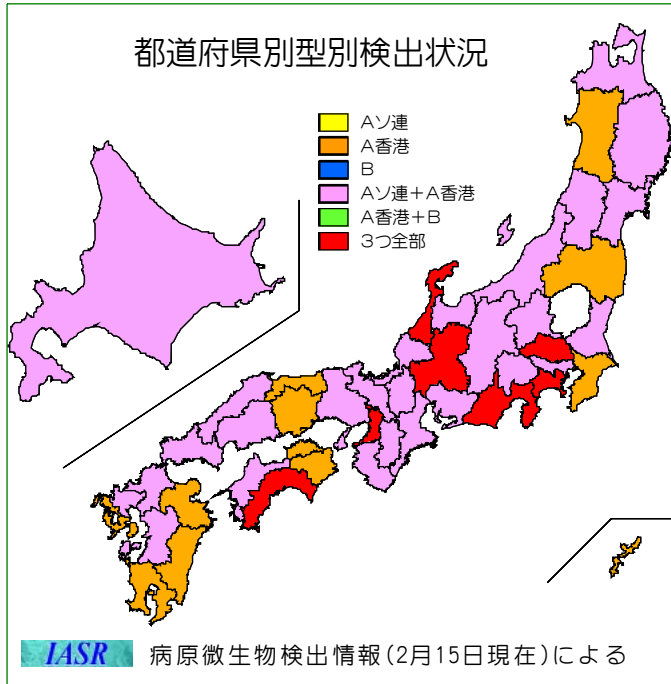 都道府県別型別検出状況
Aソ連
A香港
B
Aソ連＋A香港
A香港＋B
3つ全部
IASR 病原微生物検出情報(2月15日現在)による